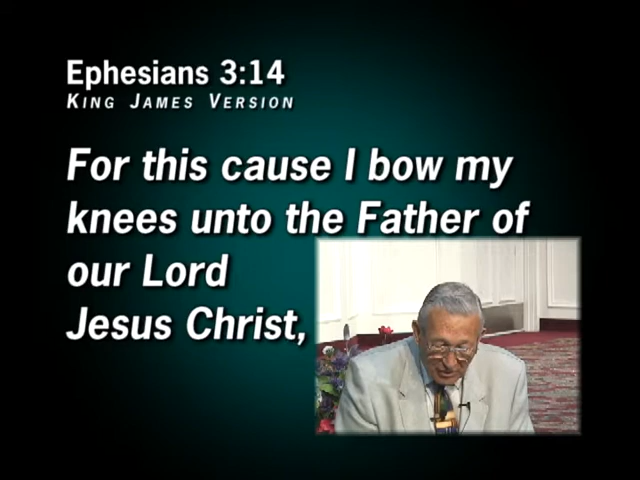 Ephesians 3:14
KING JAMES VERSION
For this cause I bow my
knees unto the Father of
our Lord
Jesus Christ,